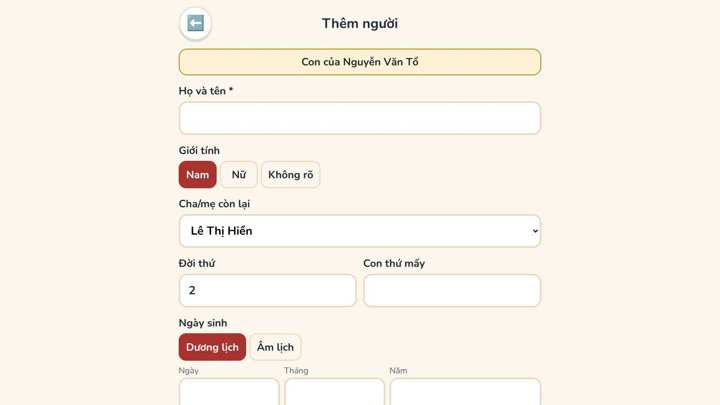 Thêm người
Con của Nguyễn Văn Tổ
Họ và tên *
Giới tính
Nam Nữ Không rõ
Cha/mẹ còn lại
Lê Thị Hiền
Đời thứ Con thứ mấy
2
Ngày sinh
Dương lịch Âm lịch
Ngày Tháng Năm